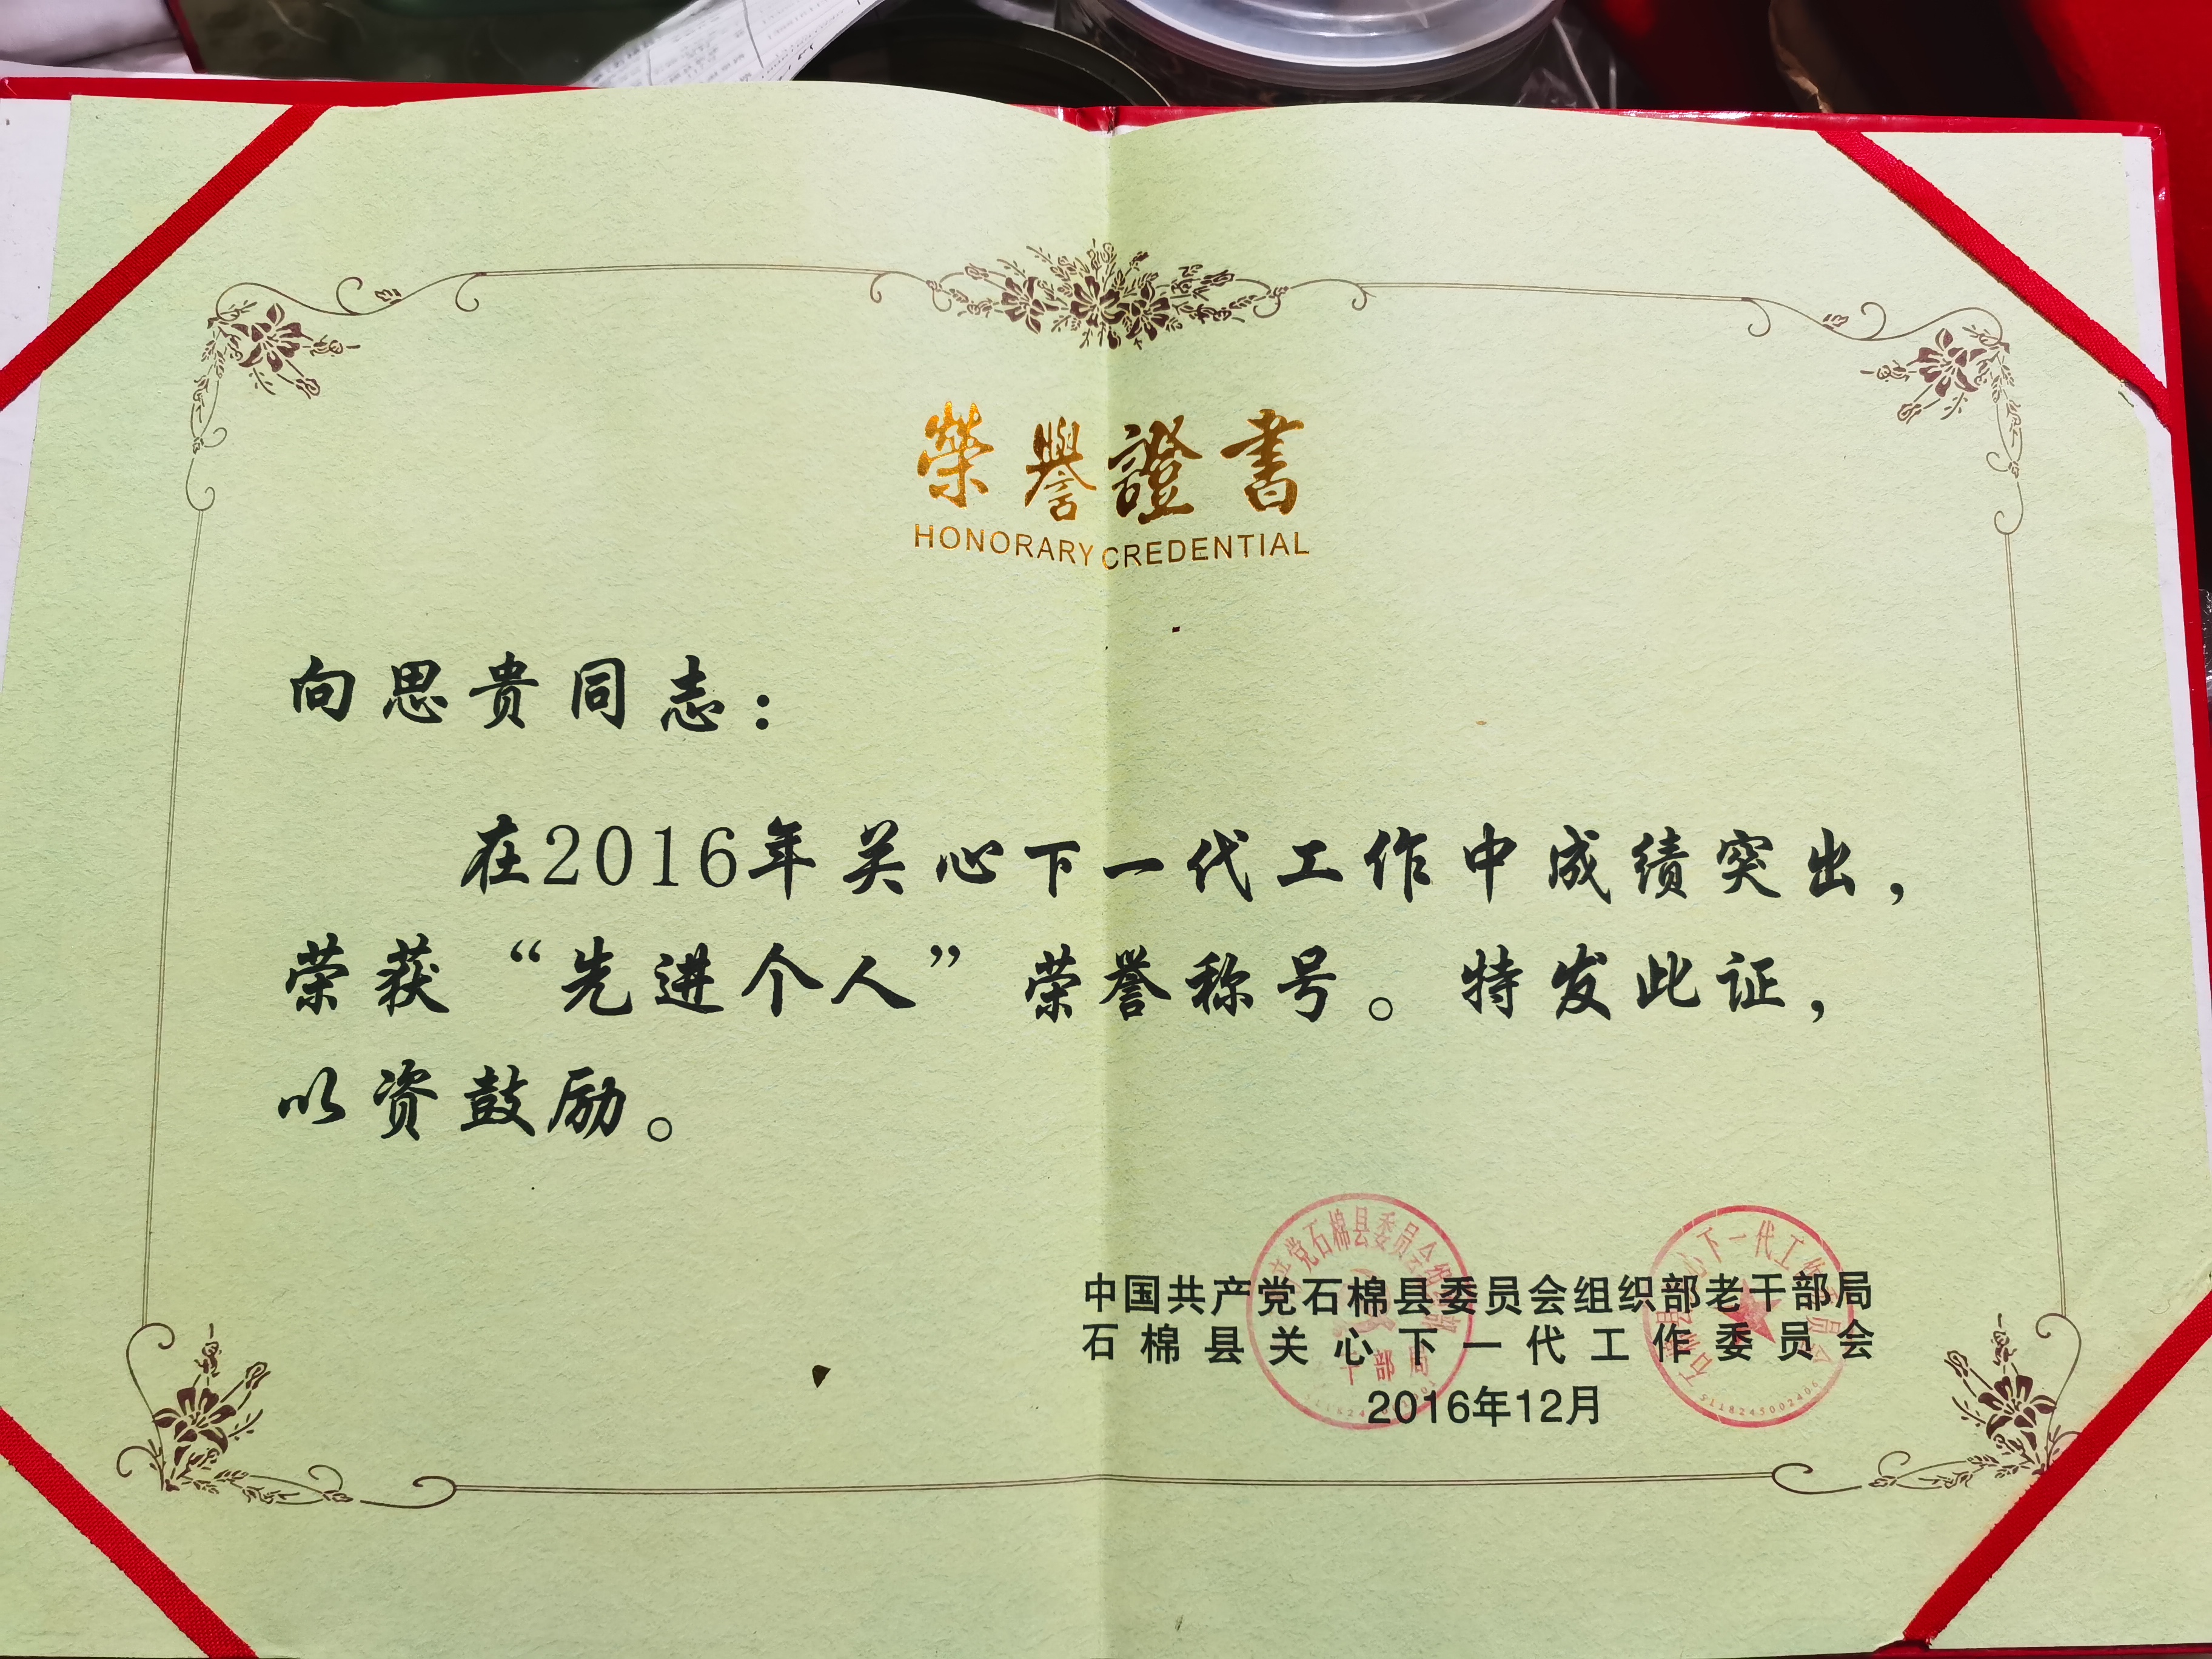 榮譽證書
HONORARY CREDENTIAL
向思贵同志：
在2016年关心下一代工作中成绩突出，
荣获“先进个人”荣誉称号。特发此证，
以资鼓励。
中国共产党石棉县委员会组织部老干部局
石棉县关心下一代工作委员会
2016年12月